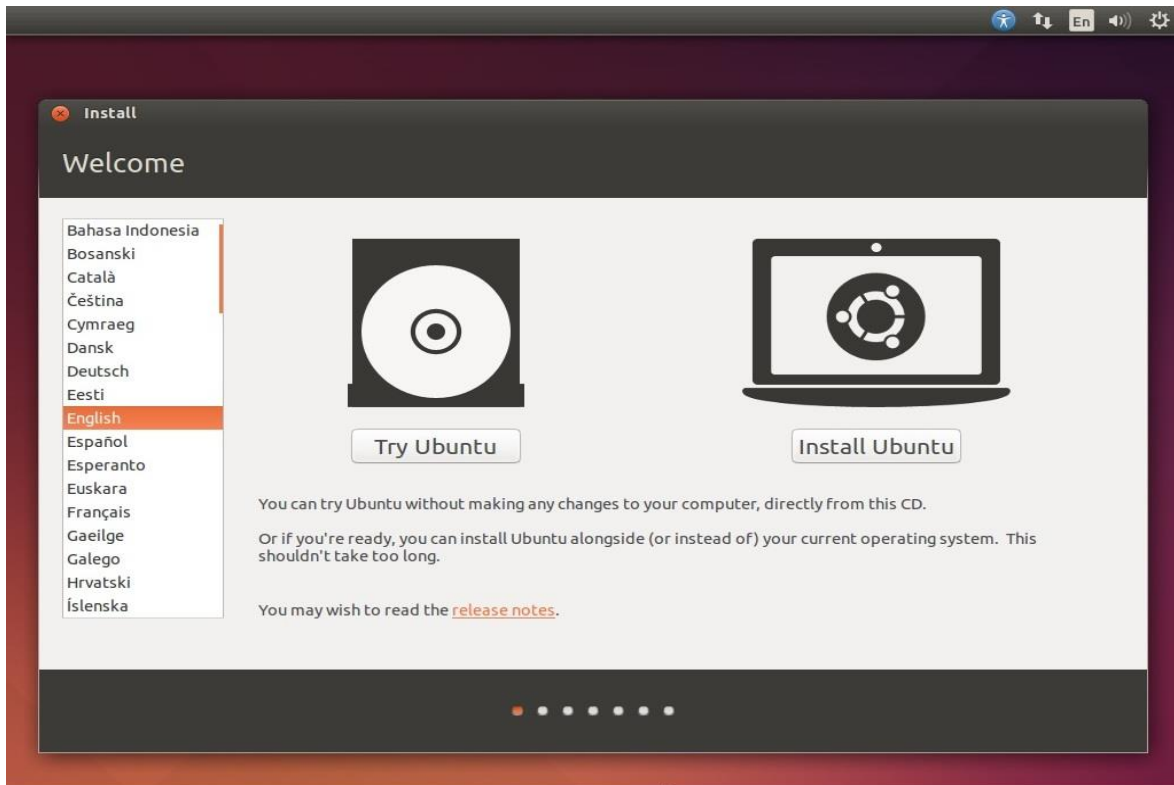 En
Install
Welcome
Bahasa Indonesia
Bosanski
Català
Čeština
Cymraeg
Dansk
Deutsch
Eesti
English
Español
Esperanto
Euskara
Français
Gaeilge
Galego
Hrvatski
Íslenska
Try Ubuntu
Install Ubuntu
You can try Ubuntu without making any changes to your computer, directly from this CD.
Or if you're ready, you can install Ubuntu alongside (or instead of) your current operating system. This
shouldn't take too long.
You may wish to read the release notes.